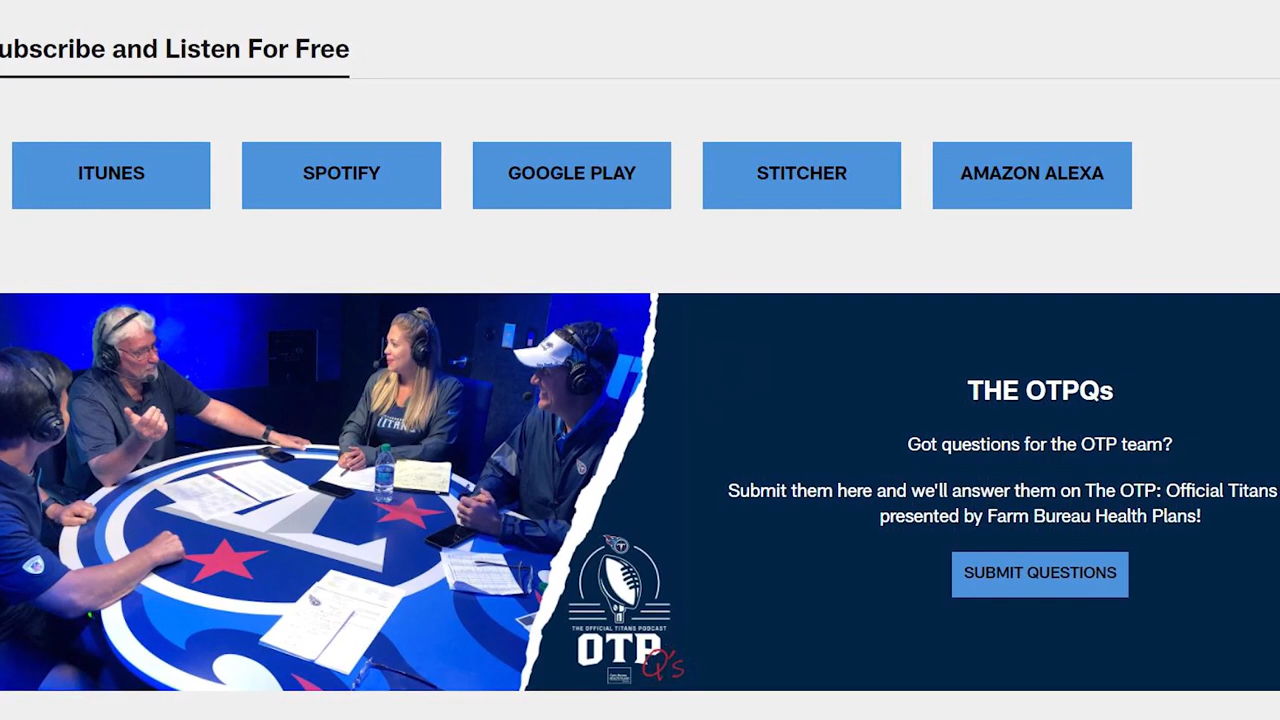 ubscribe and Listen For Free
ITUNES
SPOTIFY
GOOGLE PLAY
STITCHER
AMAZON ALEXA
THE OTPQs
Got questions for the OTP team?
Submit them here and we'll answer them on The OTP: Official Titans
presented by Farm Bureau Health Plans!
SUBMIT QUESTIONS
TITANS
THE OFFICIAL TITANS PODCAST
OTP
Q's